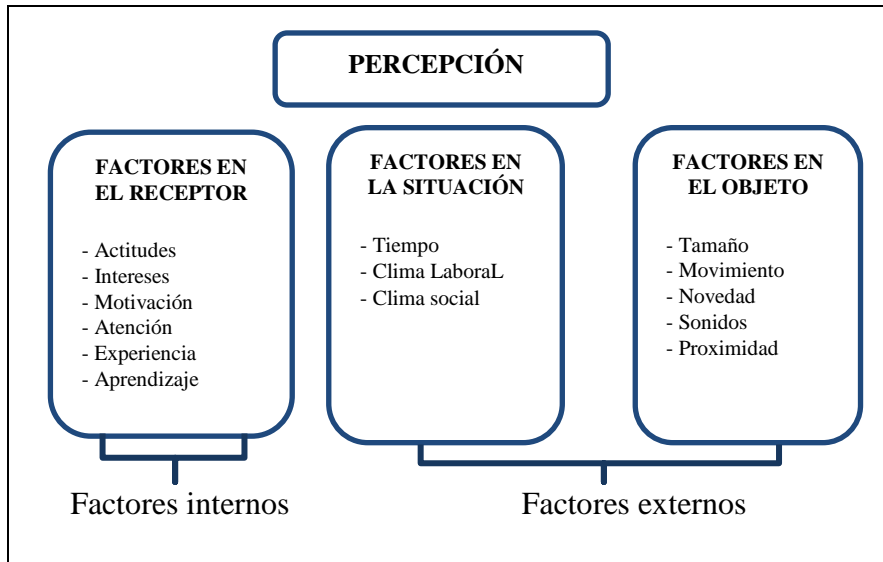 PERCEPCIÓN
FACTORES EN
EL RECEPTOR
- Actitudes
- Intereses
- Motivación
- Atención
- Experiencia
- Aprendizaje
FACTORES EN
LA SITUACIÓN
- Tiempo
- Clima LaboraL
- Clima social
FACTORES EN
EL OBJETO
- Tamaño
- Movimiento
- Novedad
- Sonidos
- Proximidad
Factores internos
Factores externos